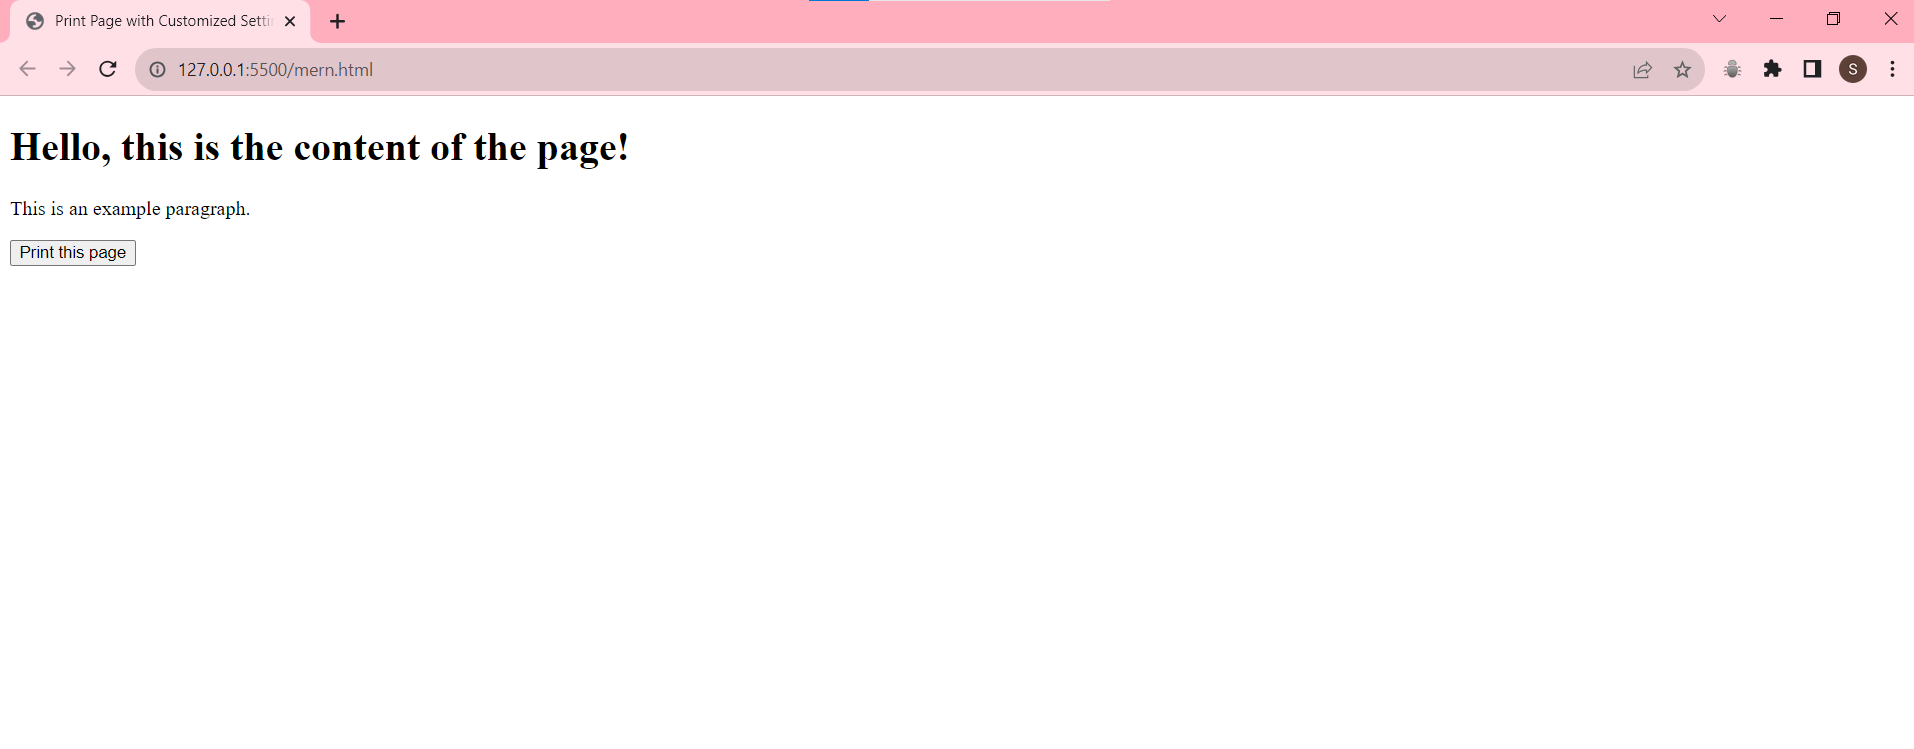 Print Page with Customized Setti
127.0.0.1:5500/mern.html
S
Hello, this is the content of the page!
This is an example paragraph.
Print this page